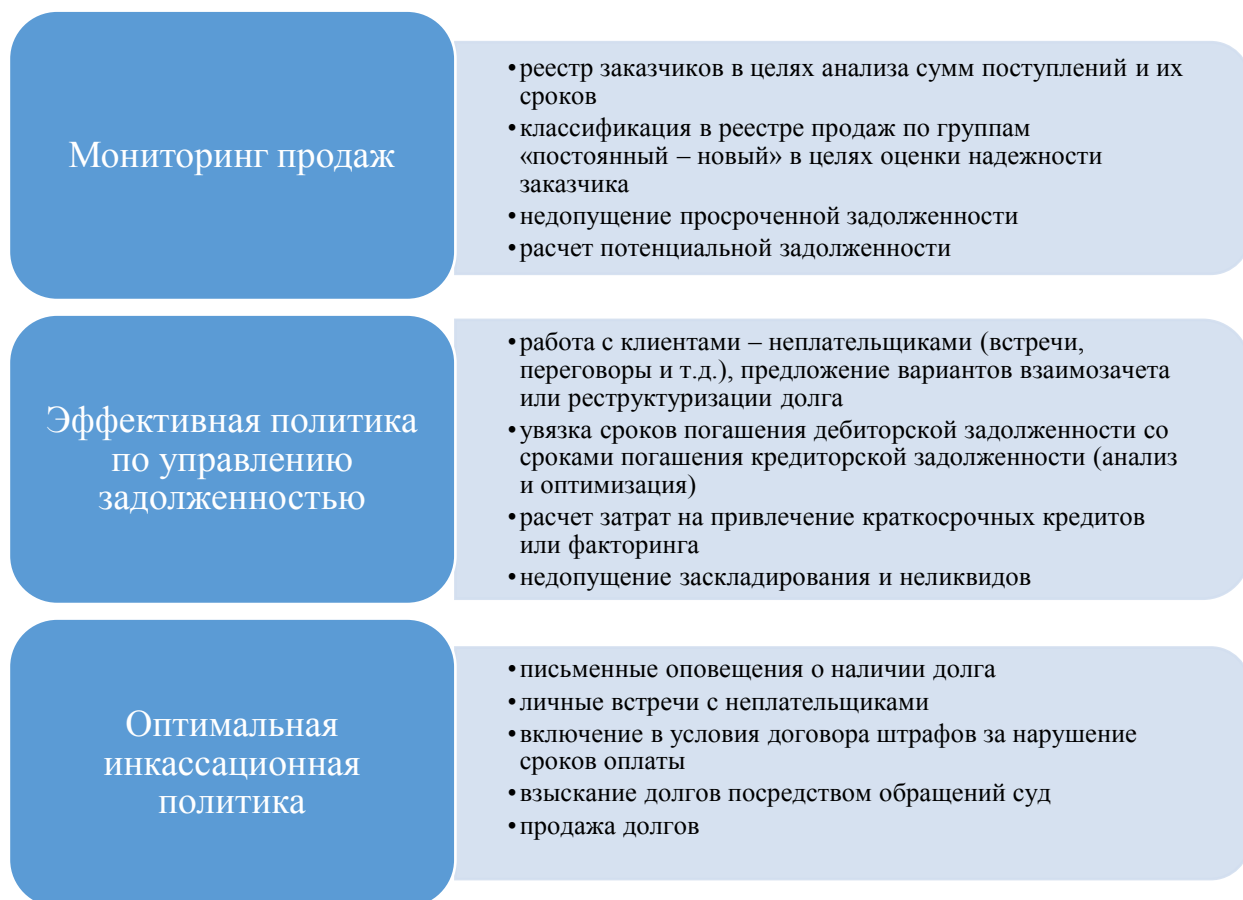 Мониторинг продаж
•реестр заказчиков в целях анализа сумм поступлений и их
сроков
•классификация в реестре продаж по группам
«постоянный – новый» в целях оценки надежности
заказчика
•недопущение просроченной задолженности
•расчет потенциальной задолженности
Эффективная политика
по управлению
задолженностью
•работа с клиентами – неплательщиками (встречи,
переговоры и т.д.), предложение вариантов взаимозачета
или реструктуризации долга
•увязка сроков погашения дебиторской задолженности со
сроками погашения кредиторской задолженности (анализ
и оптимизация)
•расчет затрат на привлечение краткосрочных кредитов
или факторинга
•недопущение заскладирования и неликвидов
Оптимальная
инкассационная
политика
•письменные оповещения о наличии долга
•личные встречи с неплательщиками
•включение в условия договора штрафов за нарушение
сроков оплаты
•взыскание долгов посредством обращений суд
•продажа долгов